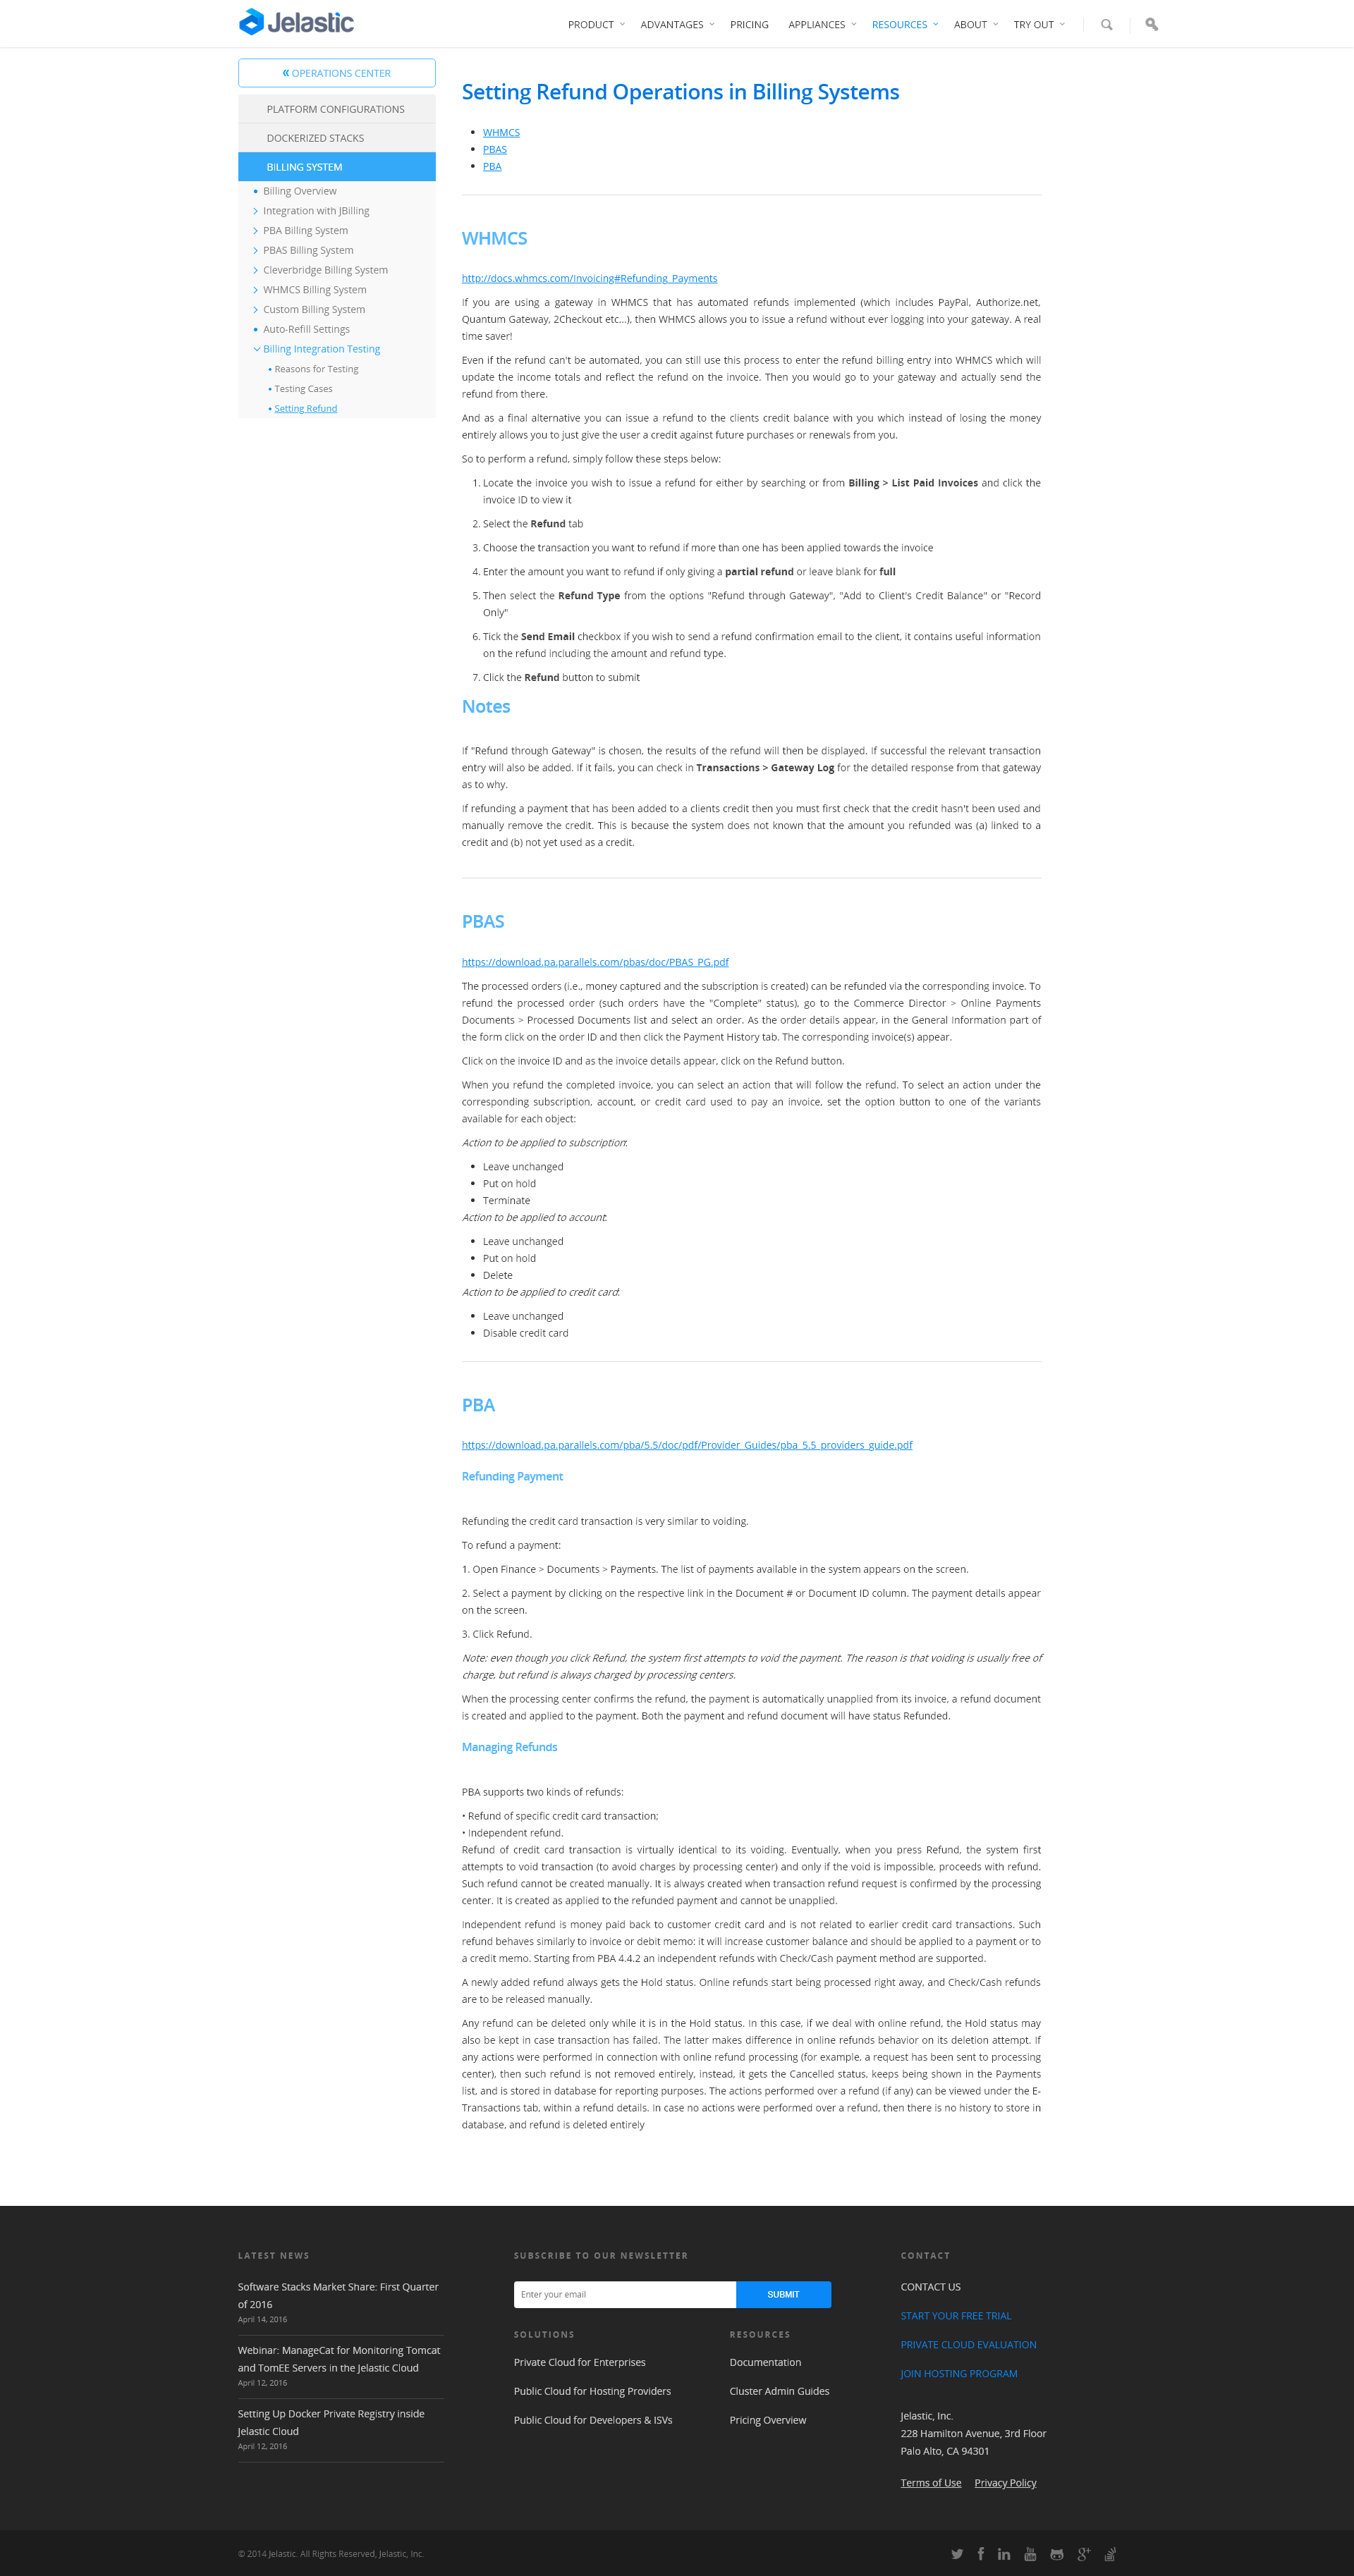 Jelastic
PRODUCT
ADVANTAGES
PRICING
APPLIANCES
RESOURCES
ABOUT
TRY OUT
« OPERATIONS CENTER
PLATFORM CONFIGURATIONS
DOCKERIZED STACKS
BILLING SYSTEM
Billing Overview
Integration with JBilling
PBA Billing System
PBAS Billing System
Cleverbridge Billing System
WHMCS Billing System
Custom Billing System
Auto-Refill Settings
Billing Integration Testing
Reasons for Testing
Testing Cases
Setting Refund
Setting Refund Operations in Billing Systems
• WHMCS
• PBAS
• PBA
WHMCS
http://docs.whmcs.com/Invoicing#Refunding_Payments
If you are using a gateway in WHMCS that has automated refunds implemented (which includes PayPal, Authorize.net,
Quantum Gateway, 2Checkout etc...), then WHMCS allows you to issue a refund without ever logging into your gateway. A real
time saver!
Even if the refund can't be automated, you can still use this process to enter the refund billing entry into WHMCS which will
update the income totals and reflect the refund on the invoice. Then you would go to your gateway and actually send the
refund from there.
And as a final alternative you can issue a refund to the clients credit balance with you which instead of losing the money
entirely allows you to just give the user a credit against future purchases or renewals from you.
So to perform a refund, simply follow these steps below:
1. Locate the invoice you wish to issue a refund for either by searching or from Billing > List Paid Invoices and click the
invoice ID to view it
2. Select the Refund tab
3. Choose the transaction you want to refund if more than one has been applied towards the invoice
4. Enter the amount you want to refund if only giving a partial refund or leave blank for full
5. Then select the Refund Type from the options "Refund through Gateway", "Add to Client's Credit Balance" or "Record
Only"
6. Tick the Send Email checkbox if you wish to send a refund confirmation email to the client, it contains useful information
on the refund including the amount and refund type.
7. Click the Refund button to submit
Notes
If "Refund through Gateway" is chosen, the results of the refund will then be displayed. If successful the relevant transaction
entry will also be added. If it fails, you can check in Transactions > Gateway Log for the detailed response from that gateway
as to why.
If refunding a payment that has been added to a clients credit then you must first check that the credit hasn't been used and
manually remove the credit. This is because the system does not known that the amount you refunded was (a) linked to a
credit and (b) not yet used as a credit.
PBAS
https://download.pa.parallels.com/pbas/doc/PBAS_PG.pdf
The processed orders (i.e., money captured and the subscription is created) can be refunded via the corresponding invoice. To
refund the processed order (such orders have the "Complete" status), go to the Commerce Director > Online Payments
Documents > Processed Documents list and select an order. As the order details appear, in the General Information part of
the form click on the order ID and then click the Payment History tab. The corresponding invoice(s) appear.
Click on the invoice ID and as the invoice details appear, click on the Refund button.
When you refund the completed invoice, you can select an action that will follow the refund. To select an action under the
corresponding subscription, account, or credit card used to pay an invoice, set the option button to one of the variants
available for each object:
Action to be applied to subscription:
• Leave unchanged
• Put on hold
• Terminate
Action to be applied to account:
• Leave unchanged
• Put on hold
• Delete
Action to be applied to credit card:
• Leave unchanged
• Disable credit card
PBA
https://download.pa.parallels.com/pba/5.5/doc/pdf/Provider_Guides/pba_5.5_providers_guide.pdf
Refunding Payment
Refunding the credit card transaction is very similar to voiding.
To refund a payment:
1. Open Finance > Documents > Payments. The list of payments available in the system appears on the screen.
2. Select a payment by clicking on the respective link in the Document # or Document ID column. The payment details appear
on the screen.
3. Click Refund.
Note: even though you click Refund, the system first attempts to void the payment. The reason is that voiding is usually free of
charge, but refund is always charged by processing centers.
When the processing center confirms the refund, the payment is automatically unapplied from its invoice, a refund document
is created and applied to the payment. Both the payment and refund document will have status Refunded.
Managing Refunds
PBA supports two kinds of refunds:
• Refund of specific credit card transaction;
• Independent refund.
Refund of credit card transaction is virtually identical to its voiding. Eventually, when you press Refund, the system first
attempts to void transaction (to avoid charges by processing center) and only if the void is impossible, proceeds with refund.
Such refund cannot be created manually. It is always created when transaction refund request is confirmed by the processing
center. It is created as applied to the refunded payment and cannot be unapplied.
Independent refund is money paid back to customer credit card and is not related to earlier credit card transactions. Such
refund behaves similarly to invoice or debit memo: it will increase customer balance and should be applied to a payment or to
a credit memo. Starting from PBA 4.4.2 an independent refunds with Check/Cash payment method are supported.
A newly added refund always gets the Hold status. Online refunds start being processed right away, and Check/Cash refunds
are to be released manually.
Any refund can be deleted only while it is in the Hold status. In this case, if we deal with online refund, the Hold status may
also be kept in case transaction has failed. The latter makes difference in online refunds behavior on its deletion attempt. If
any actions were performed in connection with online refund processing (for example, a request has been sent to processing
center), then such refund is not removed entirely, instead, it gets the Cancelled status, keeps being shown in the Payments
list, and is stored in database for reporting purposes. The actions performed over a refund (if any) can be viewed under the E-
Transactions tab, within a refund details. In case no actions were performed over a refund, then there is no history to store in
database, and refund is deleted entirely
LATEST NEWS
Software Stacks Market Share: First Quarter
of 2016
April 14, 2016
Webinar: ManageCat for Monitoring Tomcat
and TomEE Servers in the Jelastic Cloud
April 12, 2016
Setting Up Docker Private Registry inside
Jelastic Cloud
April 12, 2016
SUBSCRIBE TO OUR NEWSLETTER
Enter your email
SUBMIT
SOLUTIONS
Private Cloud for Enterprises
Public Cloud for Hosting Providers
Public Cloud for Developers & ISVs
RESOURCES
Documentation
Cluster Admin Guides
Pricing Overview
CONTACT
CONTACT US
START YOUR FREE TRIAL
PRIVATE CLOUD EVALUATION
JOIN HOSTING PROGRAM
Jelastic, Inc.
228 Hamilton Avenue, 3rd Floor
Palo Alto, CA 94301
Terms of Use
Privacy Policy
© 2014 Jelastic. All Rights Reserved, Jelastic, Inc.